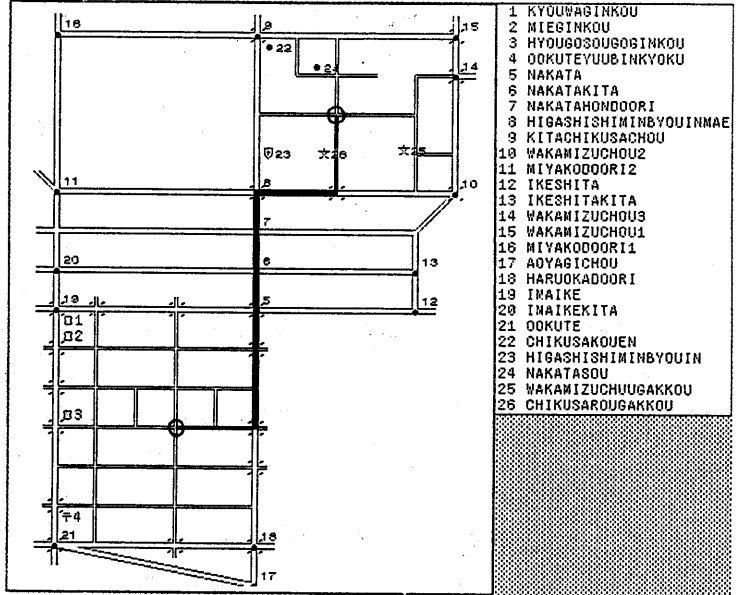 16
9
15
22
24
14
23
26
25
11
8
10
7
20
6
13
19
5
12
1
2
3
〒4
21
18
17
1 KYOUWAGINKOU
2 MIEGINKOU
3 HYOUGOSOUGOGINKOU
4 OOKUTEYUUBINKYOKU
5 NAKATA
6 NAKATAKITA
7 NAKATAHONDOORI
8 HIGASHISHIMINBYOUINMAE
9 KITACHIKUSACHOU
10 WAKAMIZUCHOU2
11 MIYAKODOORI2
12 IKESHITA
13 IKESHITAKITA
14 WAKAMIZUCHOU3
15 WAKAMIZUCHOU1
16 MIYAKODOORI1
17 AOYAGICHOU
18 HARUOKADOORI
19 IMAIKE
20 IMAIKEKITA
21 OOKUTE
22 CHIKUSAKOUEN
23 HIGASHISHIMINBYOUIN
24 NAKATASOU
25 WAKAMIZUCHUUGAKKOU
26 CHIKUSAROUGAKKOU